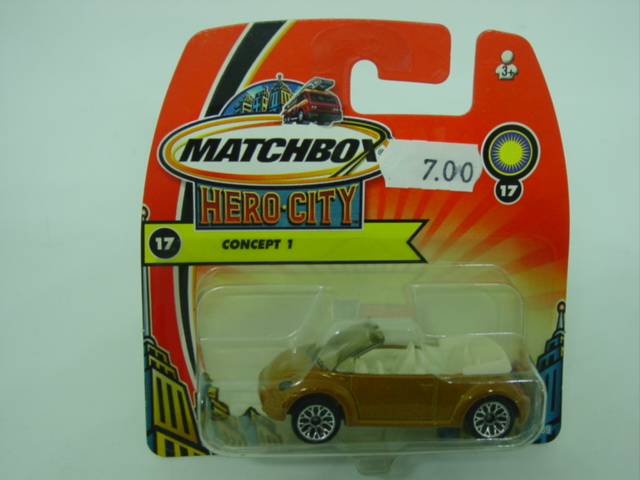 3+
MATCHBOX
7.00
HERO·CITY
17
17 CONCEPT 1